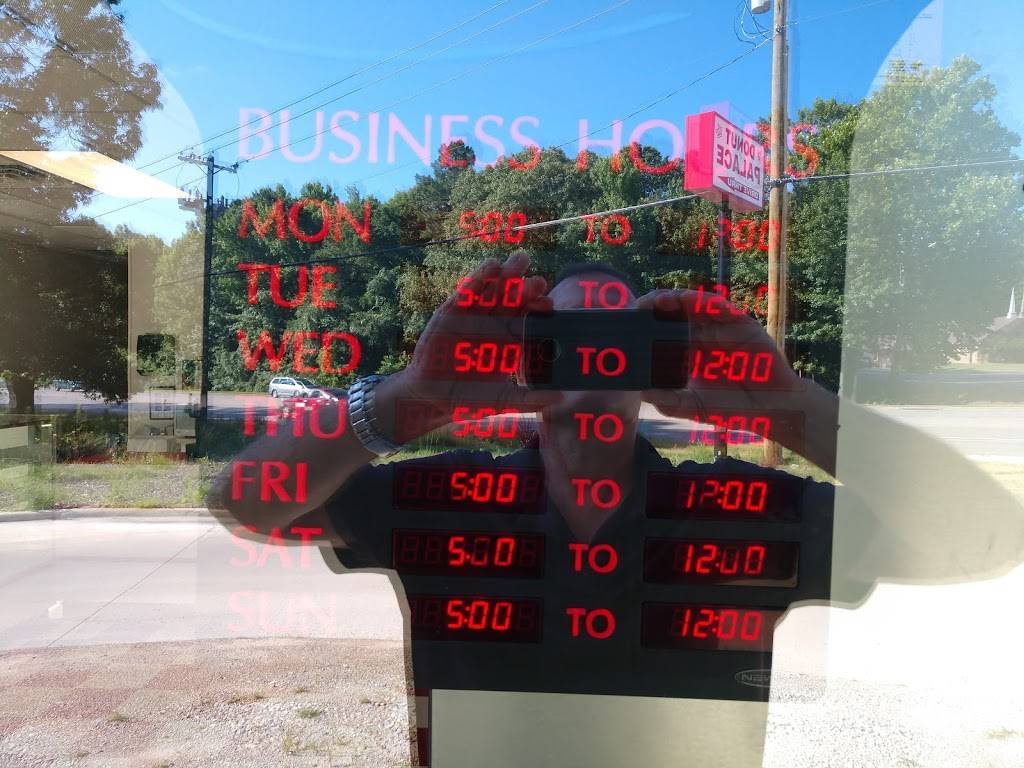 BUSINESS HOURS
DONUT
PALACE
DRIVE THRU
MON 5:00 TO 12:00
TUE 5:00 TO 12:00
WED 5:00 TO 12:00
THU 5:00 TO 12:00
FRI 5:00 TO 12:00
SAT 5:00 TO 12:00
SUN 5:00 TO 12:00